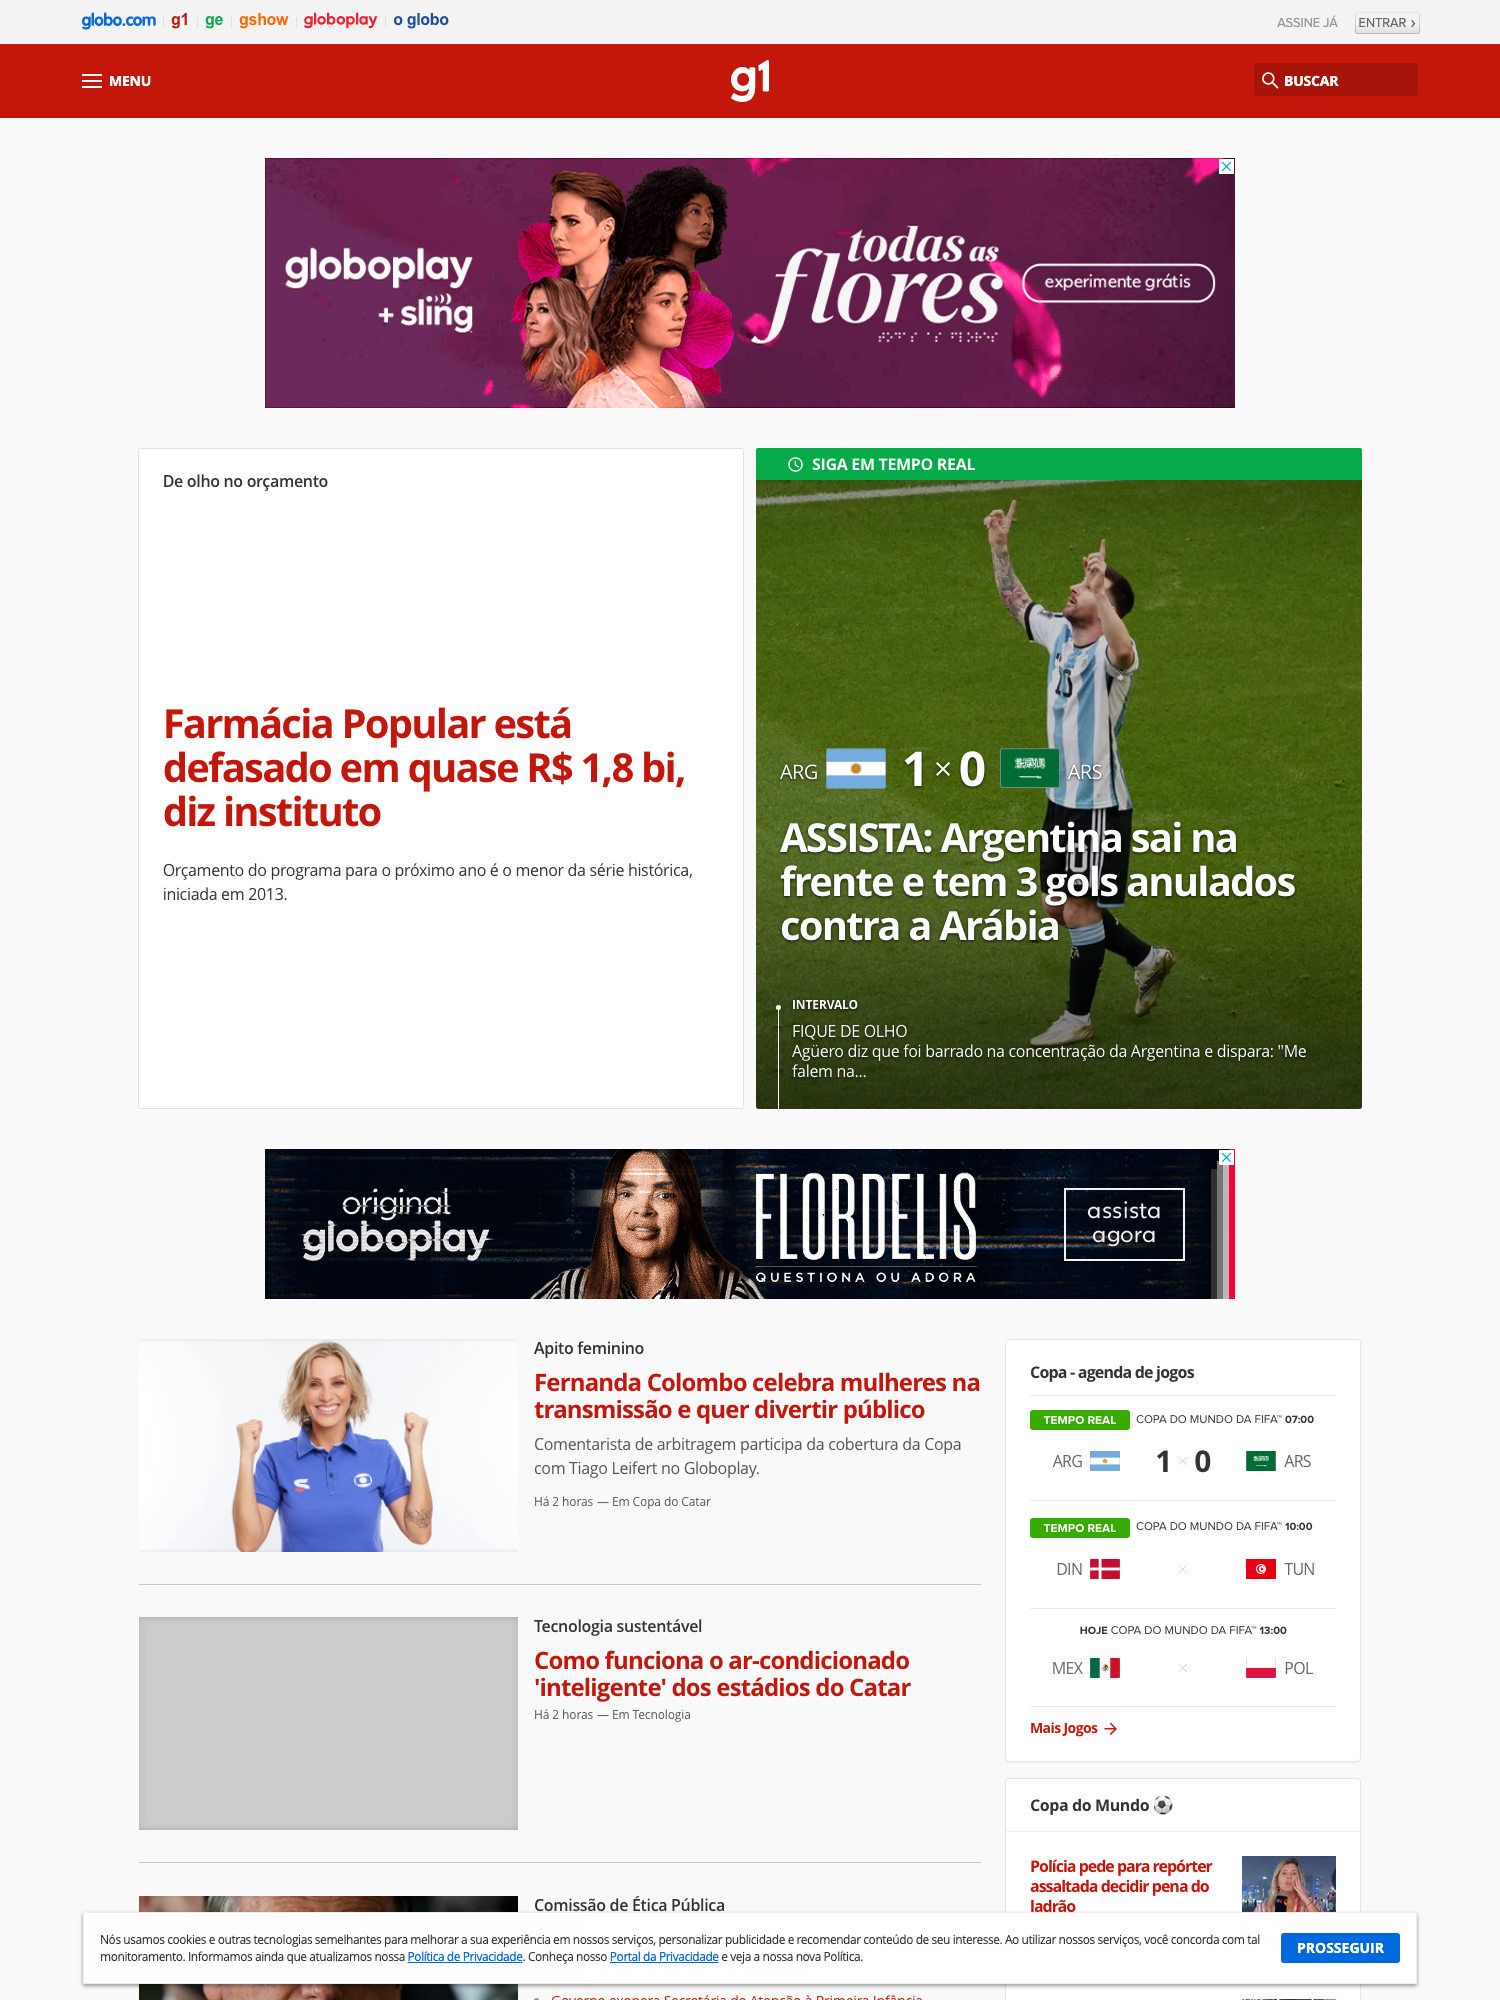 globo.com g1 ge gshow globoplay o globo
ASSINE JÁ ENTRAR ›
MENU
g1
BUSCAR
globoplay
+ sling
todas as
flores
experimente grátis
De olho no orçamento
Farmácia Popular está
defasado em quase R$ 1,8 bi,
diz instituto
Orçamento do programa para o próximo ano é o menor da série histórica,
iniciada em 2013.
SIGA EM TEMPO REAL
ARG 1 × 0 ARS
ASSISTA: Argentina sai na
frente e tem 3 gols anulados
contra a Arábia
INTERVALO
FIQUE DE OLHO
Agüero diz que foi barrado na concentração da Argentina e dispara: "Me
falem na...
original
globoplay
FLORDELIS
QUESTIONA OU ADORA
assista
agora
Apito feminino
Fernanda Colombo celebra mulheres na
transmissão e quer divertir público
Comentarista de arbitragem participa da cobertura da Copa
com Tiago Leifert no Globoplay.
Há 2 horas — Em Copa do Catar
Tecnologia sustentável
Como funciona o ar-condicionado
'inteligente' dos estádios do Catar
Há 2 horas — Em Tecnologia
Comissão de Ética Pública
Governo exonera Secretária de Atenção à Primeira Infância
Copa - agenda de jogos
TEMPO REAL COPA DO MUNDO DA FIFA™ 07:00
ARG 1 × 0 ARS
TEMPO REAL COPA DO MUNDO DA FIFA™ 10:00
DIN × TUN
HOJE COPA DO MUNDO DA FIFA™ 13:00
MEX × POL
Mais Jogos →
Copa do Mundo ⚽
Polícia pede para repórter
assaltada decidir pena do
ladrão
Nós usamos cookies e outras tecnologias semelhantes para melhorar a sua experiência em nossos serviços, personalizar publicidade e recomendar conteúdo de seu interesse. Ao utilizar nossos serviços, você concorda com tal
monitoramento. Informamos ainda que atualizamos nossa Política de Privacidade. Conheça nosso Portal da Privacidade e veja a nossa nova Política.
PROSSEGUIR